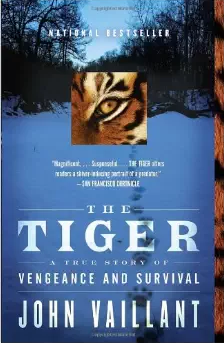 NATIONAL BESTSELLER
"Magnificent. . . . Suspenseful. . . . THE TIGER offers
readers a shiver-inducing portrait of a predator."
—SAN FRANCISCO CHRONICLE
THE
TIGER
A TRUE STORY OF
VENGEANCE AND SURVIVAL
JOHN VAILLANT